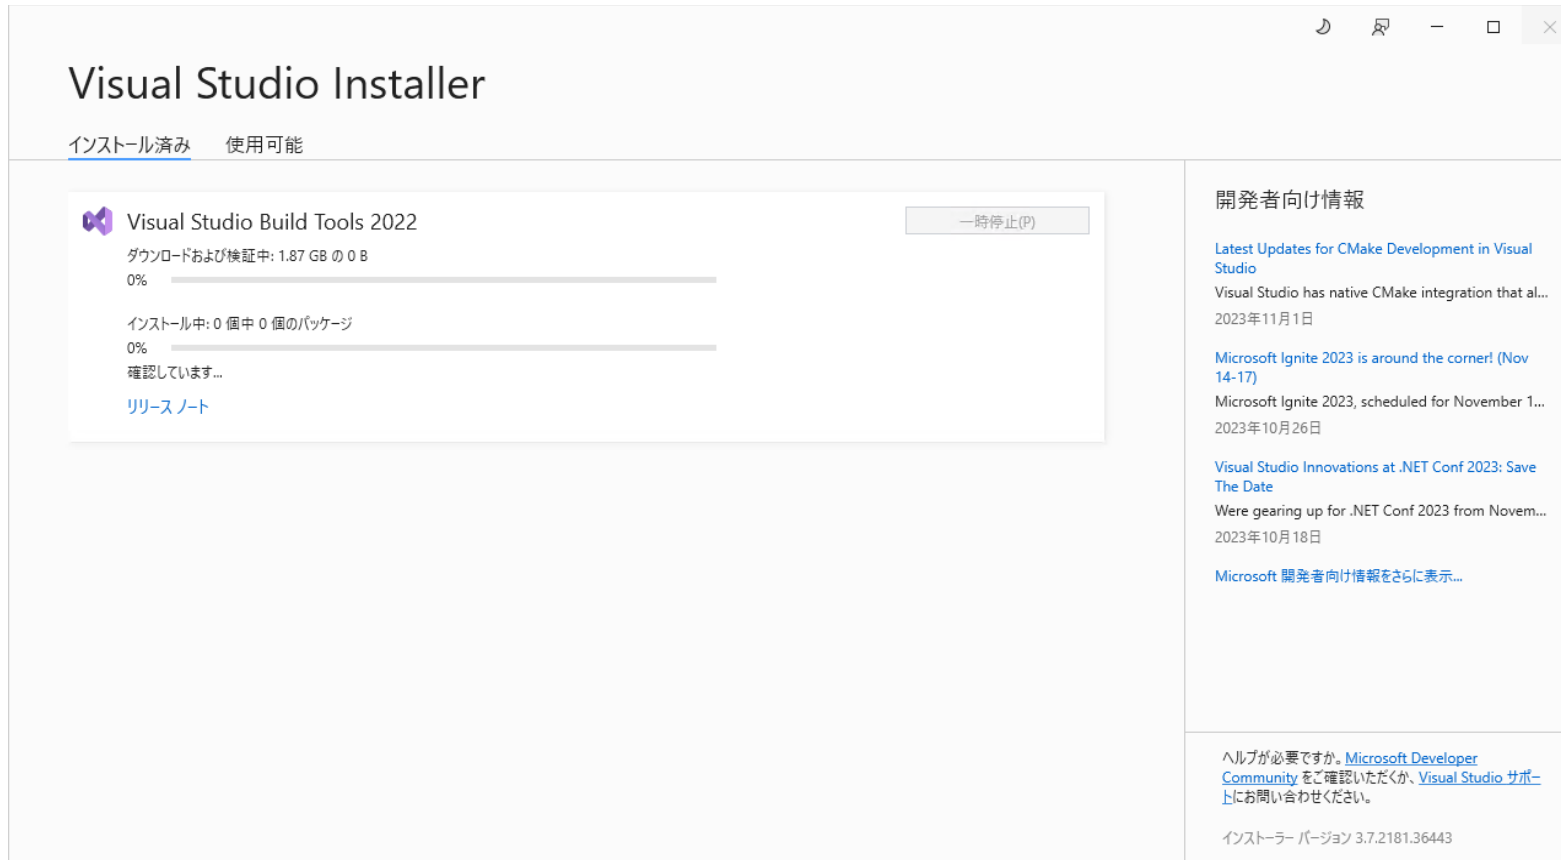 Visual Studio Installer
インストール済み 使用可能
Visual Studio Build Tools 2022
一時停止(P)
ダウンロードおよび検証中: 1.87 GB の 0 B
0%
インストール中: 0 個中 0 個のパッケージ
0%
確認しています...
リリース ノート
開発者向け情報
Latest Updates for CMake Development in Visual
Studio
Visual Studio has native CMake integration that al...
2023年11月1日
Microsoft Ignite 2023 is around the corner! (Nov
14-17)
Microsoft Ignite 2023, scheduled for November 1...
2023年10月26日
Visual Studio Innovations at .NET Conf 2023: Save
The Date
Were gearing up for .NET Conf 2023 from Novem...
2023年10月18日
Microsoft 開発者向け情報をさらに表示...
ヘルプが必要ですか。Microsoft Developer
Community をご確認いただくか、Visual Studio サポー
トにお問い合わせください。
インストーラー バージョン 3.7.2181.36443